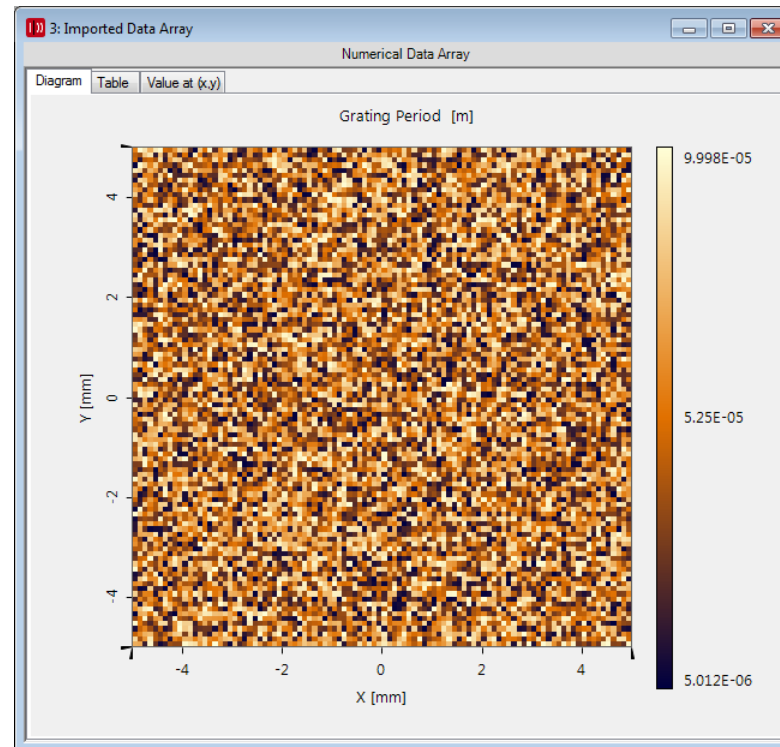 3: Imported Data Array
Numerical Data Array
Diagram Table Value at (x,y)
Grating Period [m]
9.998E-05
5.25E-05
5.012E-06
4
2
0
-2
-4
Y [mm]
-4 -2 0 2 4
X [mm]